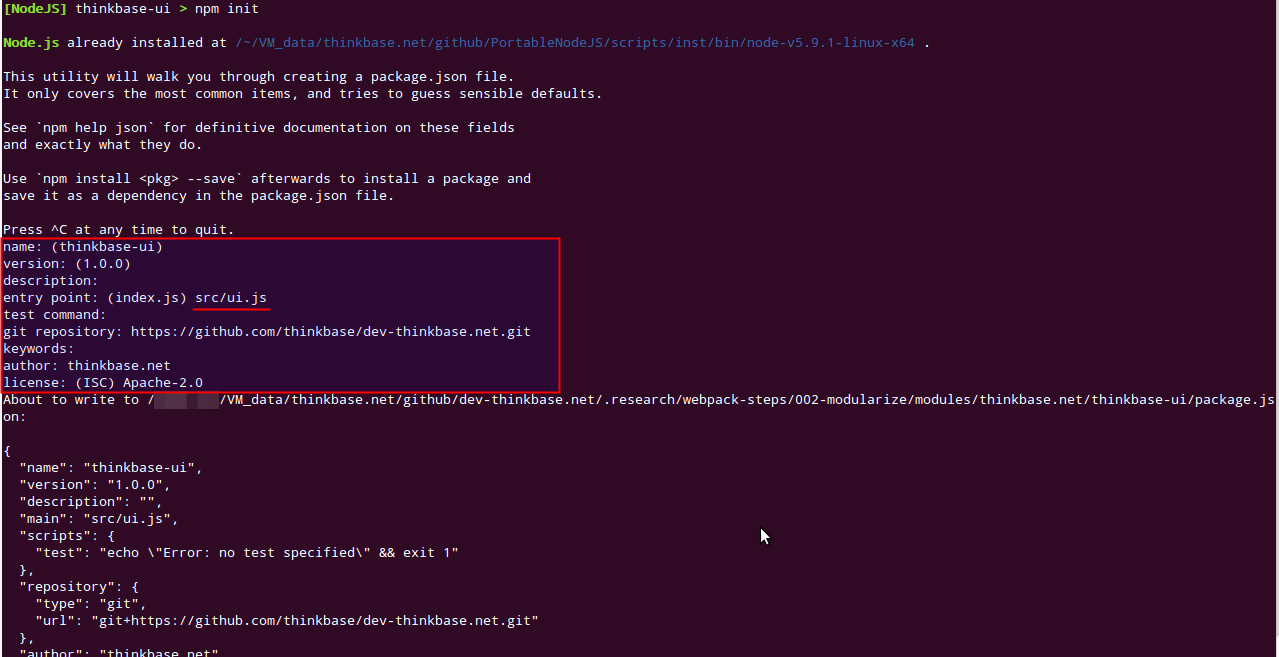 [NodeJS] thinkbase-ui > npm init
Node.js already installed at /~/VM_data/thinkbase.net/github/PortableNodeJS/scripts/inst/bin/node-v5.9.1-linux-x64 .
This utility will walk you through creating a package.json file.
It only covers the most common items, and tries to guess sensible defaults.
See `npm help json` for definitive documentation on these fields
and exactly what they do.
Use `npm install <pkg> --save` afterwards to install a package and
save it as a dependency in the package.json file.
Press ^C at any time to quit.
name: (thinkbase-ui)
version: (1.0.0)
description:
entry point: (index.js) src/ui.js
test command:
git repository: https://github.com/thinkbase/dev-thinkbase.net.git
keywords:
author: thinkbase.net
license: (ISC) Apache-2.0
About to write to / /VM_data/thinkbase.net/github/dev-thinkbase.net/.research/webpack-steps/002-modularize/modules/thinkbase.net/thinkbase-ui/package.js
on:
{
  "name": "thinkbase-ui",
  "version": "1.0.0",
  "description": "",
  "main": "src/ui.js",
  "scripts": {
    "test": "echo \"Error: no test specified\" && exit 1"
  },
  "repository": {
    "type": "git",
    "url": "git+https://github.com/thinkbase/dev-thinkbase.net.git"
  },
  "author": "thinkbase.net"